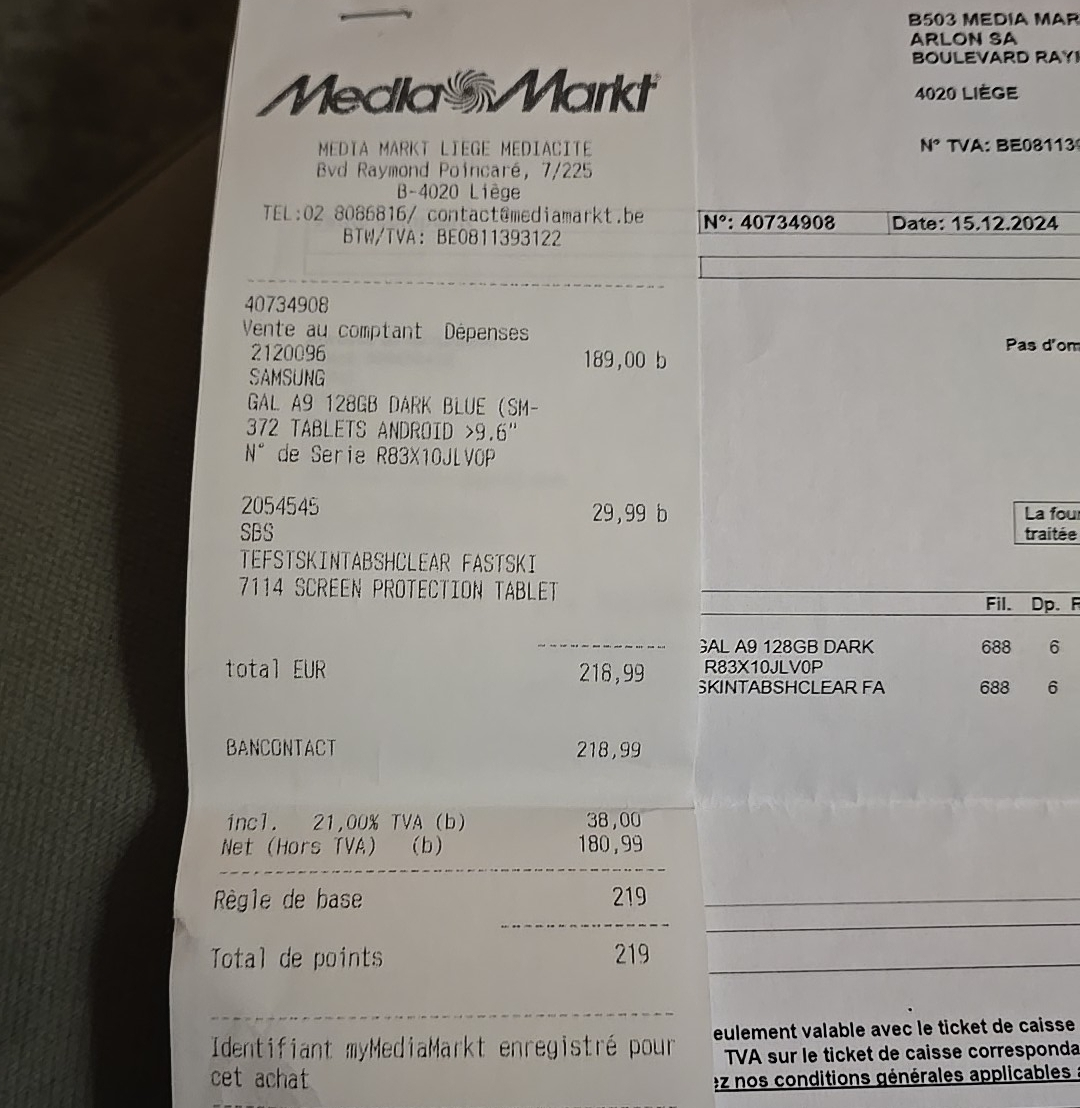 Media Markt
MEDIA MARKT LIEGE MEDIACITE
Bvd Raymond Poincaré, 7/225
B-4020 Liège
TEL:02 8086816/ contact@mediamarkt.be
BTW/TVA: BE0811393122
40734908
Vente au comptant Dépenses
2120096 189,00 b
SAMSUNG
GAL A9 128GB DARK BLUE (SM-
372 TABLETS ANDROID >9.6"
N° de Serie R83X10JLV0P
2054545 29,99 b
SBS
TEFSTSKINTABSHCLEAR FASTSKI
7114 SCREEN PROTECTION TABLET
total EUR 218,99
BANCONTACT 218,99
incl. 21,00% TVA (b) 38,00
Net (Hors TVA) (b) 180,99
Règle de base 219
Total de points 219
Identifiant myMediaMarkt enregistré pour
cet achat
B503 MEDIA MAR
ARLON SA
BOULEVARD RAY
4020 LIÈGE
N° TVA: BE081139
N°: 40734908 Date: 15.12.2024
Pas d'om
La four
traitée
Fil. Dp. F
GAL A9 128GB DARK 688 6
R83X10JLV0P
SKINTABSHCLEAR FA 688 6
eulement valable avec le ticket de caisse
TVA sur le ticket de caisse corresponda
ez nos conditions générales applicables a